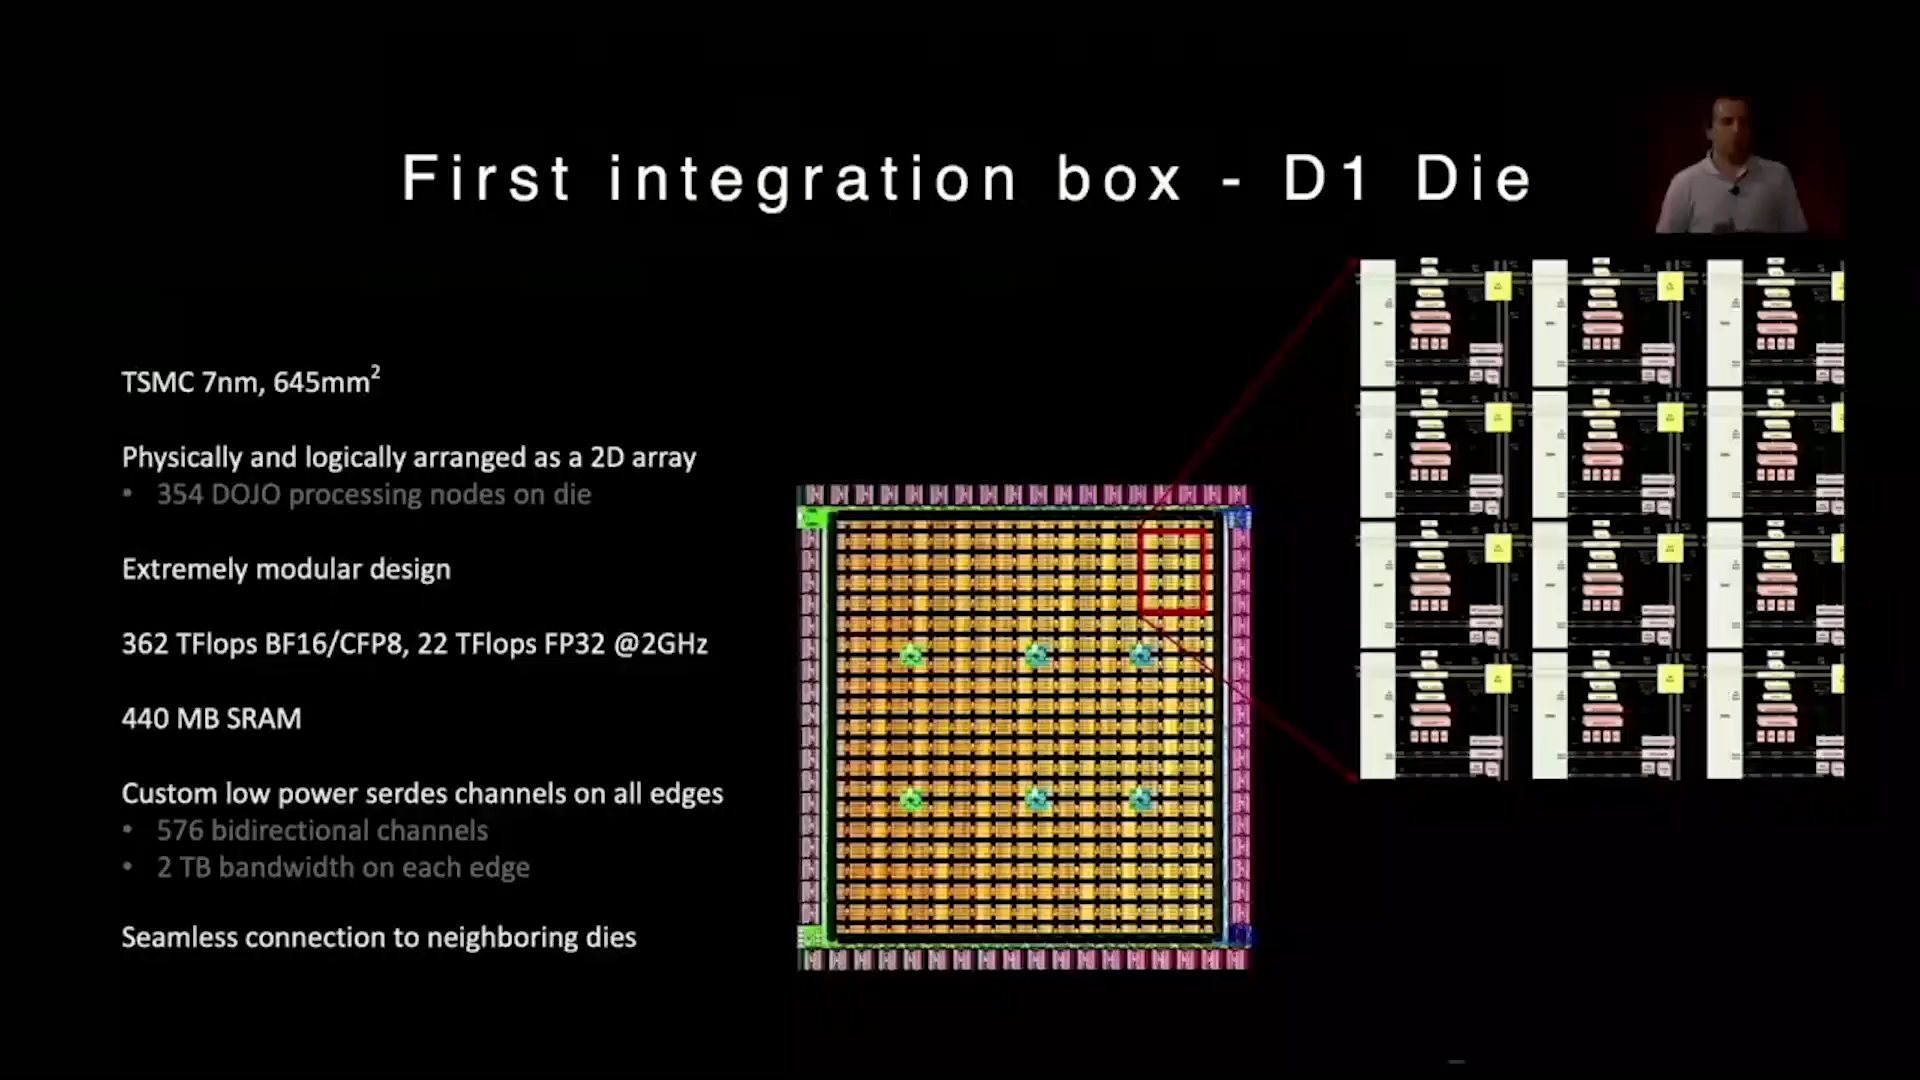 First integration box - D1 Die
TSMC 7nm, 645mm²
Physically and logically arranged as a 2D array
• 354 DOJO processing nodes on die
Extremely modular design
362 TFlops BF16/CFP8, 22 TFlops FP32 @2GHz
440 MB SRAM
Custom low power serdes channels on all edges
• 576 bidirectional channels
• 2 TB bandwidth on each edge
Seamless connection to neighboring dies